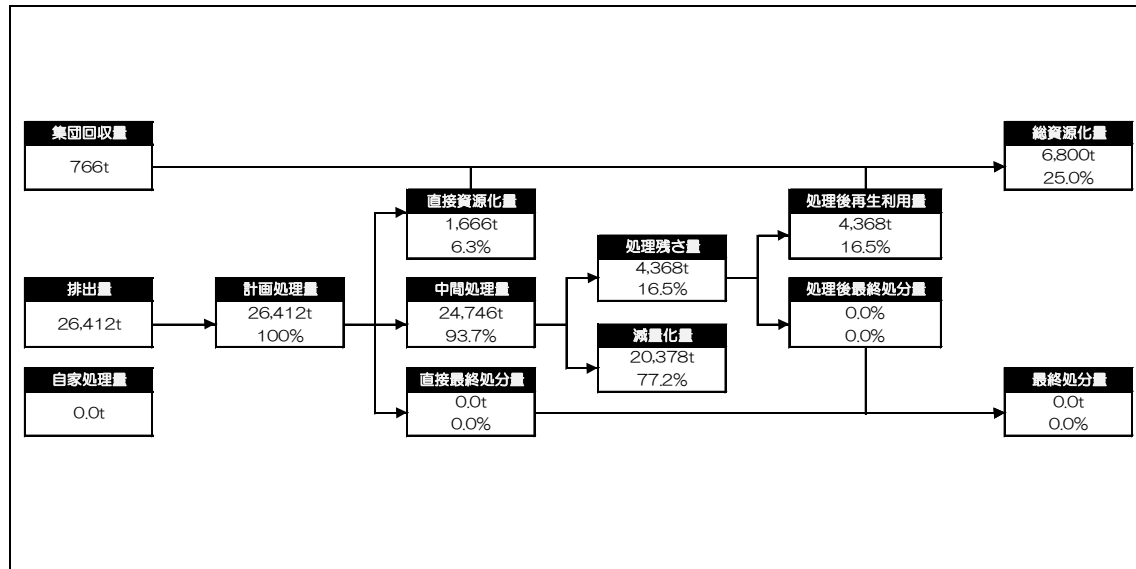 集団回収量
766t
総資源化量
6,800t
25.0%
直接資源化量
1,666t
6.3%
処理後再生利用量
4,368t
16.5%
処理残さ量
4,368t
16.5%
排出量
26,412t
計画処理量
26,412t
100%
中間処理量
24,746t
93.7%
処理後最終処分量
0.0%
0.0%
減量化量
20,378t
77.2%
自家処理量
0.0t
直接最終処分量
0.0t
0.0%
最終処分量
0.0t
0.0%